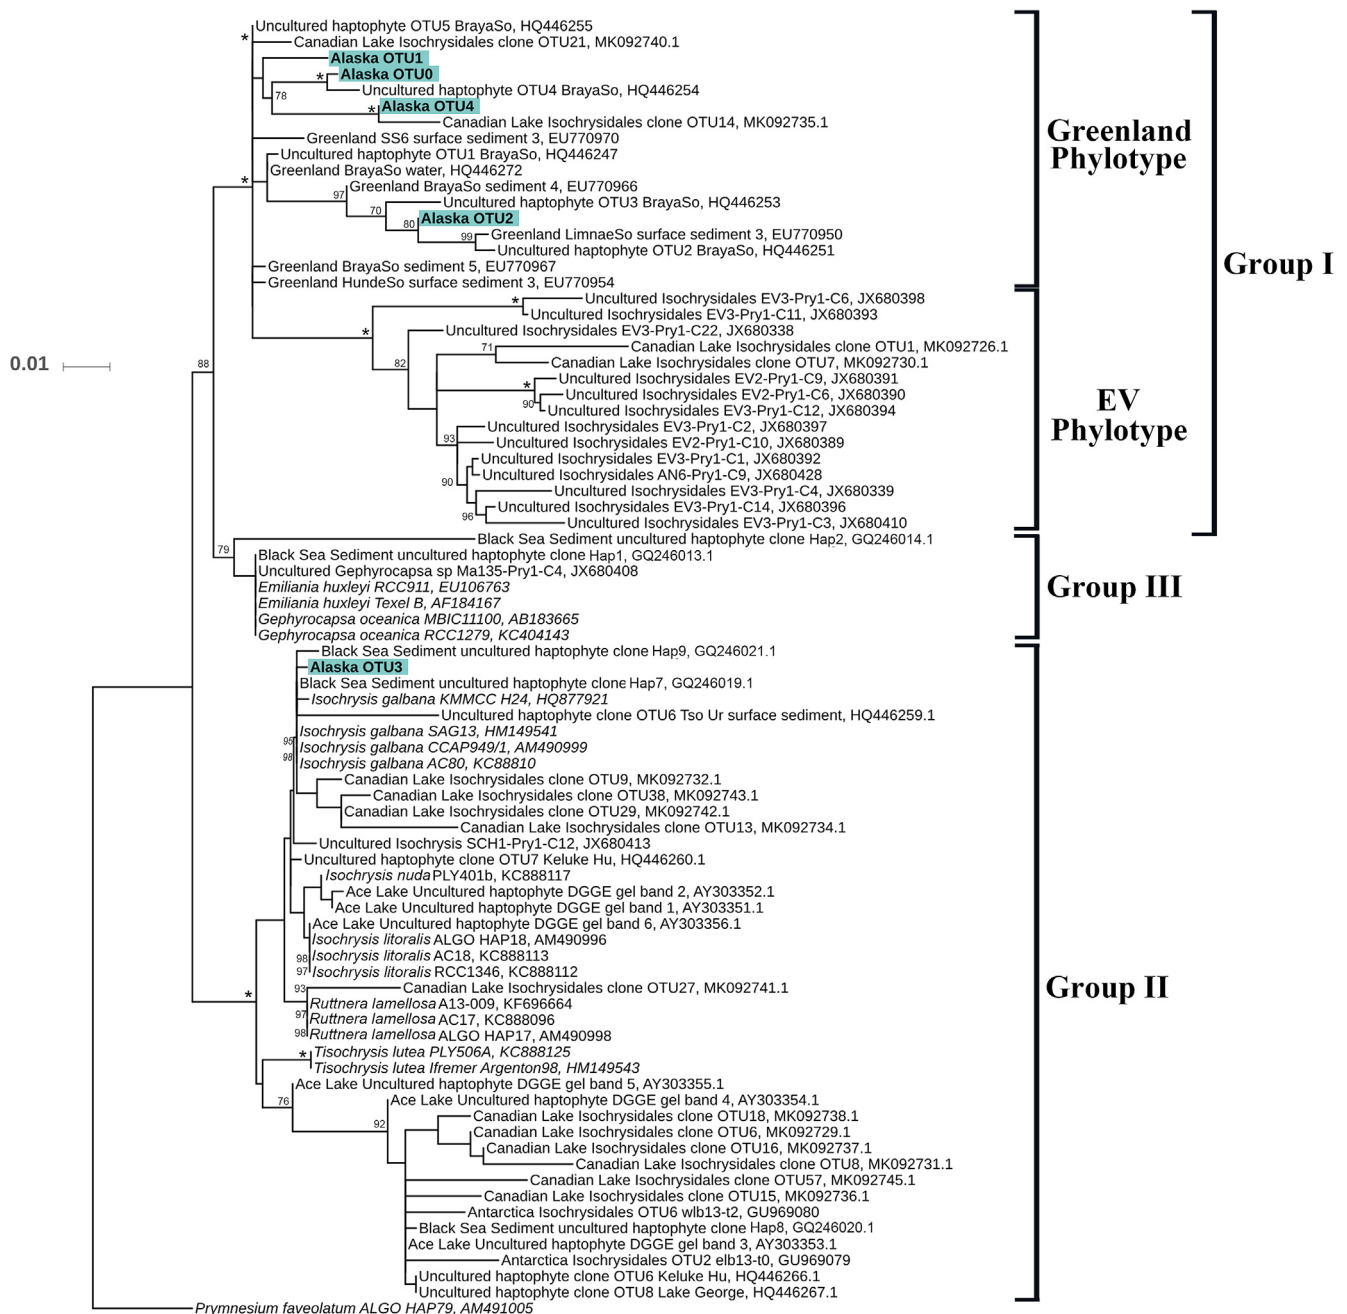 Uncultured haptophyte OTU5 BrayaSo, HQ446255
*
Canadian Lake Isochrysidales clone OTU21, MK092740.1
Alaska OTU1
*
Alaska OTU0
Uncultured haptophyte OTU4 BrayaSo, HQ446254
78
*
Alaska OTU4
Canadian Lake Isochrysidales clone OTU14, MK092735.1
Greenland SS6 surface sediment 3, EU770970
Greenland
Phylotype
Uncultured haptophyte OTU1 BrayaSo, HQ446247
Greenland BrayaSo water, HQ446272
*
Greenland BrayaSo sediment 4, EU770966
97
Uncultured haptophyte OTU3 BrayaSo, HQ446253
70
Alaska OTU2
80
Greenland LimnaeSo surface sediment 3, EU770950
99
Uncultured haptophyte OTU2 BrayaSo, HQ446251
Greenland BrayaSo sediment 5, EU770967
Group I
Greenland HundeSo surface sediment 3, EU770954
*
Uncultured Isochrysidales EV3-Pry1-C6, JX680398
Uncultured Isochrysidales EV3-Pry1-C11, JX680393
*
Uncultured Isochrysidales EV3-Pry1-C22, JX680338
71
Canadian Lake Isochrysidales clone OTU1, MK092726.1
0.01
88
82
Canadian Lake Isochrysidales clone OTU7, MK092730.1
*
Uncultured Isochrysidales EV2-Pry1-C9, JX680391
Uncultured Isochrysidales EV2-Pry1-C6, JX680390
90
Uncultured Isochrysidales EV3-Pry1-C12, JX680394
EV
Phylotype
Uncultured Isochrysidales EV3-Pry1-C2, JX680397
93
Uncultured Isochrysidales EV2-Pry1-C10, JX680389
Uncultured Isochrysidales EV3-Pry1-C1, JX680392
Uncultured Isochrysidales AN6-Pry1-C9, JX680428
90
Uncultured Isochrysidales EV3-Pry1-C4, JX680339
Uncultured Isochrysidales EV3-Pry1-C14, JX680396
96
Uncultured Isochrysidales EV3-Pry1-C3, JX680410
Black Sea Sediment uncultured haptophyte clone Hap2, GQ246014.1
79
Black Sea Sediment uncultured haptophyte clone Hap1, GQ246013.1
Uncultured Gephyrocapsa sp Ma135-Pry1-C4, JX680408
Emiliania huxleyi RCC911, EU106763
Group III
Emiliania huxleyi Texel B, AF184167
Gephyrocapsa oceanica MBIC11100, AB183665
Gephyrocapsa oceanica RCC1279, KC404143
Black Sea Sediment uncultured haptophyte clone Hap9, GQ246021.1
Alaska OTU3
Black Sea Sediment uncultured haptophyte clone Hap7, GQ246019.1
Isochrysis galbana KMMCC H24, HQ877921
Uncultured haptophyte clone OTU6 Tso Ur surface sediment, HQ446259.1
Isochrysis galbana SAG13, HM149541
95
Isochrysis galbana CCAP949/1, AM490999
98
Isochrysis galbana AC80, KC88810
Canadian Lake Isochrysidales clone OTU9, MK092732.1
Canadian Lake Isochrysidales clone OTU38, MK092743.1
Canadian Lake Isochrysidales clone OTU29, MK092742.1
Canadian Lake Isochrysidales clone OTU13, MK092734.1
Uncultured Isochrysis SCH1-Pry1-C12, JX680413
Uncultured haptophyte clone OTU7 Keluke Hu, HQ446260.1
Isochrysis nuda PLY401b, KC888117
Ace Lake Uncultured haptophyte DGGE gel band 2, AY303352.1
Ace Lake Uncultured haptophyte DGGE gel band 1, AY303351.1
Ace Lake Uncultured haptophyte DGGE gel band 6, AY303356.1
Isochrysis litoralis ALGO HAP18, AM490996
98
Isochrysis litoralis AC18, KC888113
97
Isochrysis litoralis RCC1346, KC888112
93
Canadian Lake Isochrysidales clone OTU27, MK092741.1
Group II
*
Ruttnera lamellosa A13-009, KF696664
97
Ruttnera lamellosa AC17, KC888096
98
Ruttnera lamellosa ALGO HAP17, AM490998
*
Tisochrysis lutea PLY506A, KC888125
Tisochrysis lutea Ifremer Argenton98, HM149543
Ace Lake Uncultured haptophyte DGGE gel band 5, AY303355.1
76
Ace Lake Uncultured haptophyte DGGE gel band 4, AY303354.1
92
Canadian Lake Isochrysidales clone OTU18, MK092738.1
Canadian Lake Isochrysidales clone OTU6, MK092729.1
Canadian Lake Isochrysidales clone OTU16, MK092737.1
Canadian Lake Isochrysidales clone OTU8, MK092731.1
Canadian Lake Isochrysidales clone OTU57, MK092745.1
Canadian Lake Isochrysidales clone OTU15, MK092736.1
Antarctica Isochrysidales OTU6 wlb13-t2, GU969080
Black Sea Sediment uncultured haptophyte clone Hap8, GQ246020.1
Ace Lake Uncultured haptophyte DGGE gel band 3, AY303353.1
Antarctica Isochrysidales OTU2 elb13-t0, GU969079
Uncultured haptophyte clone OTU6 Keluke Hu, HQ446266.1
Uncultured haptophyte clone OTU8 Lake George, HQ446267.1
Prymnesium faveolatum ALGO HAP79, AM491005